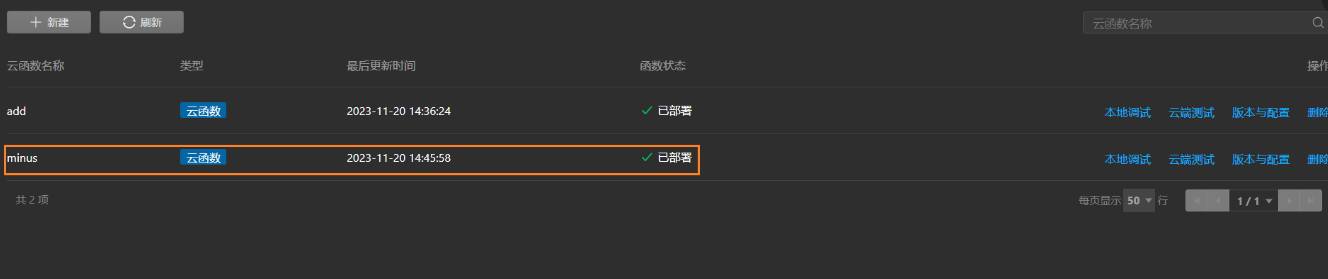 新建 刷新 云函数名称
云函数名称 类型 最后更新时间 函数状态 操作
add 云函数 2023-11-20 14:36:24 已部署 本地调试 云端测试 版本与配置 删除
minus 云函数 2023-11-20 14:45:58 已部署 本地调试 云端测试 版本与配置 删除
共 2 项 每页显示 50 行 1 / 1